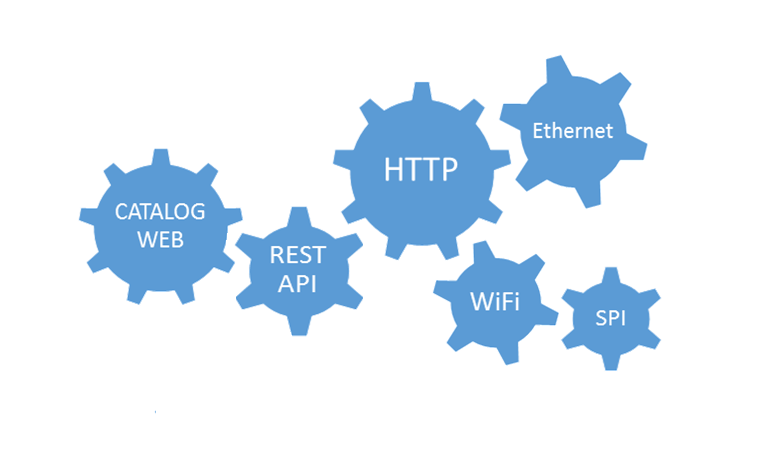 CATALOG
WEB
REST
API
HTTP
Ethernet
WiFi
SPI